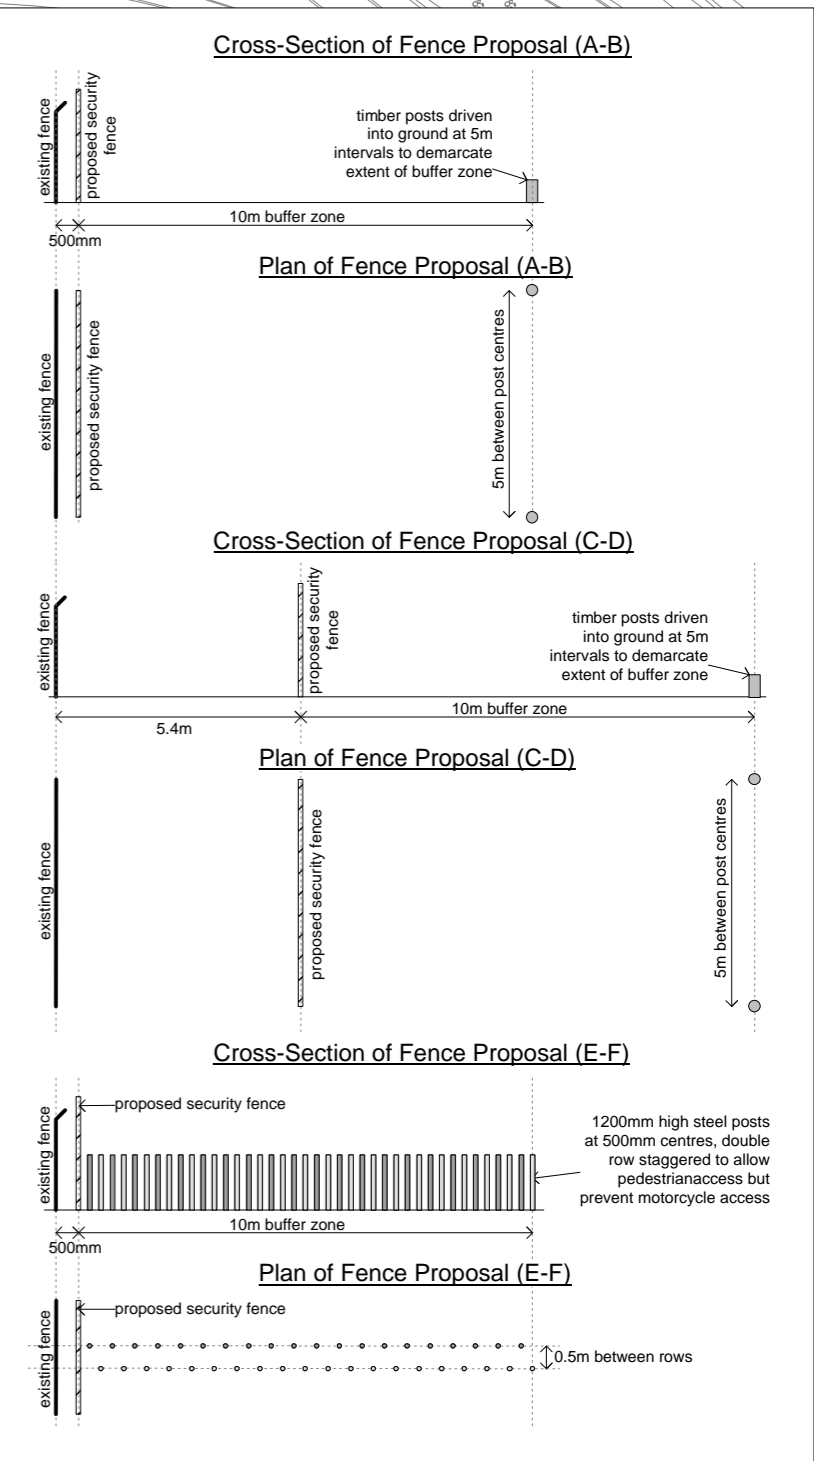 Cross-Section of Fence Proposal (A-B)
existing fence
proposed security
fence
timber posts driven
into ground at 5m
intervals to demarcate
extent of buffer zone
10m buffer zone
500mm
Plan of Fence Proposal (A-B)
existing fence
proposed security fence
5m between post centres
Cross-Section of Fence Proposal (C-D)
existing fence
proposed security
fence
timber posts driven
into ground at 5m
intervals to demarcate
extent of buffer zone
10m buffer zone
5.4m
Plan of Fence Proposal (C-D)
existing fence
proposed security fence
5m between post centres
Cross-Section of Fence Proposal (E-F)
existing fence
proposed security fence
1200mm high steel posts
at 500mm centres, double
row staggered to allow
pedestrianaccess but
prevent motorcycle access
10m buffer zone
500mm
Plan of Fence Proposal (E-F)
existing fence
proposed security fence
0.5m between rows